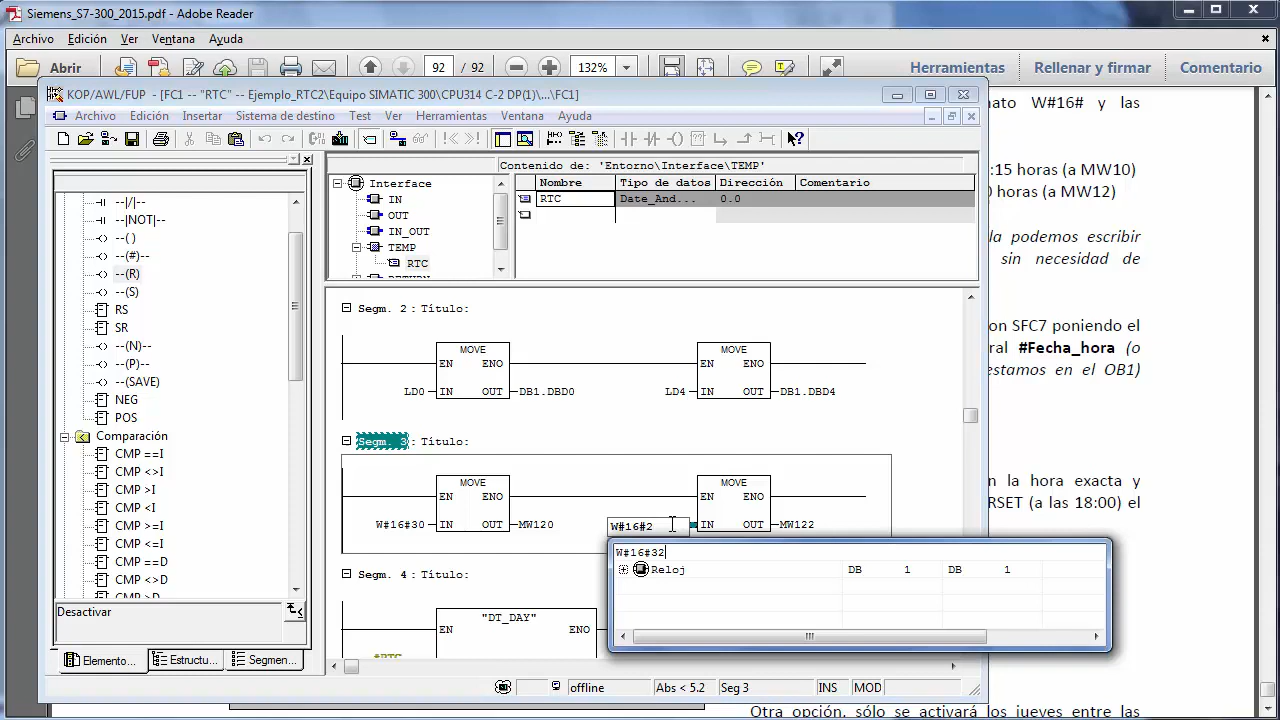 Siemens_S7-300_2015.pdf - Adobe Reader
Archivo Edición Ver Ventana Ayuda
Abrir 92 / 92 132% Herramientas Rellenar y firmar Comentario
KOP/AWL/FUP - [FC1 -- "RTC" -- Ejemplo_RTC2\Equipo SIMATIC 300\CPU314 C-2 DP(1)\...\FC1]
Archivo Edición Insertar Sistema de destino Test Ver Herramientas Ventana Ayuda
Contenido de: 'Entorno\Interface\TEMP'
Interface
IN
OUT
IN_OUT
TEMP
RTC
Nombre Tipo de datos Dirección Comentario
RTC Date_And... 0.0
--|/|--
--|NOT|--
--( )
--(#)--
--(R)
--(S)
RS
SR
--(N)--
--(P)--
--(SAVE)
NEG
POS
Comparación
CMP ==I
CMP <>I
CMP >I
CMP <I
CMP >=I
CMP <=I
CMP ==D
CMP <>D
Desactivar
Elemento... Estructu... Segmen...
Segm. 2 : Título:
MOVE MOVE
EN ENO EN ENO
LD0 IN OUT DB1.DBD0 LD4 IN OUT DB1.DBD4
Segm. 3 : Título:
MOVE MOVE
EN ENO EN ENO
W#16#30 IN OUT MW120 W#16#2 IN OUT MW122
W#16#32
Reloj DB 1 DB 1
Segm. 4 : Título:
"DT_DAY"
EN ENO
#RTC
offline Abs < 5.2 Seg 3 INS MOD
mato W#16# y las
:15 horas (a MW10)
0 horas (a MW12)
la podemos escribir
sin necesidad de
on SFC7 poniendo el
ral #Fecha_hora (o
estamos en el OB1)
n la hora exacta y
RSET (a las 18:00) el
Otra opción, sólo se activará los jueves entre las